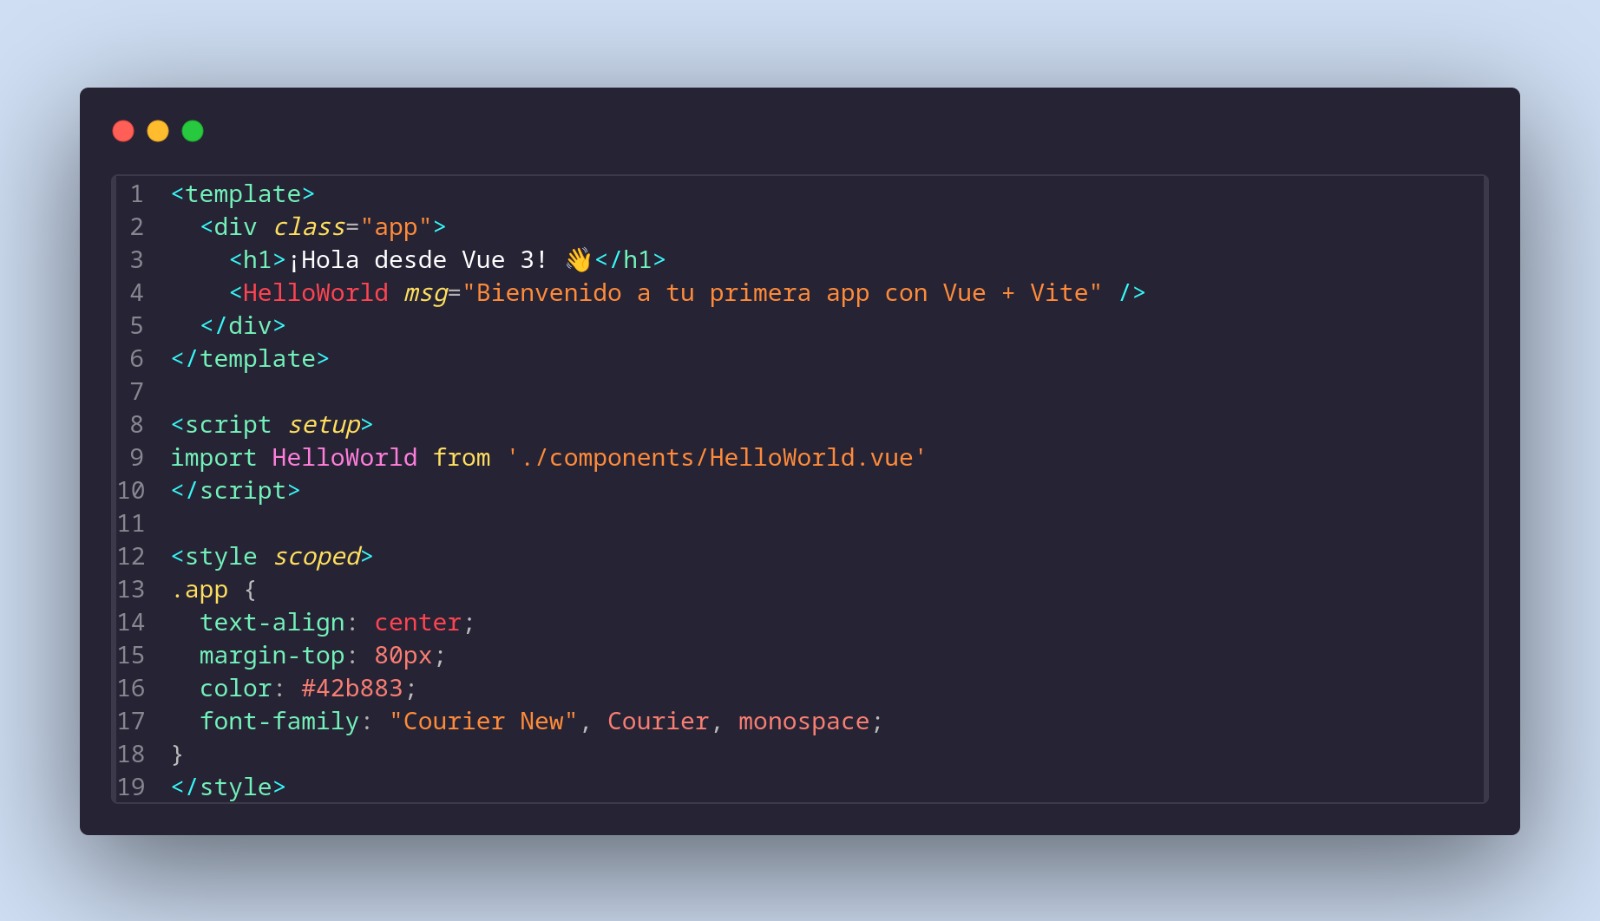 1 <template>
2   <div class="app">
3     <h1>¡Hola desde Vue 3! 👋</h1>
4     <HelloWorld msg="Bienvenido a tu primera app con Vue + Vite" />
5   </div>
6 </template>
7
8 <script setup>
9 import HelloWorld from './components/HelloWorld.vue'
10 </script>
11
12 <style scoped>
13 .app {
14   text-align: center;
15   margin-top: 80px;
16   color: #42b883;
17   font-family: "Courier New", Courier, monospace;
18 }
19 </style>